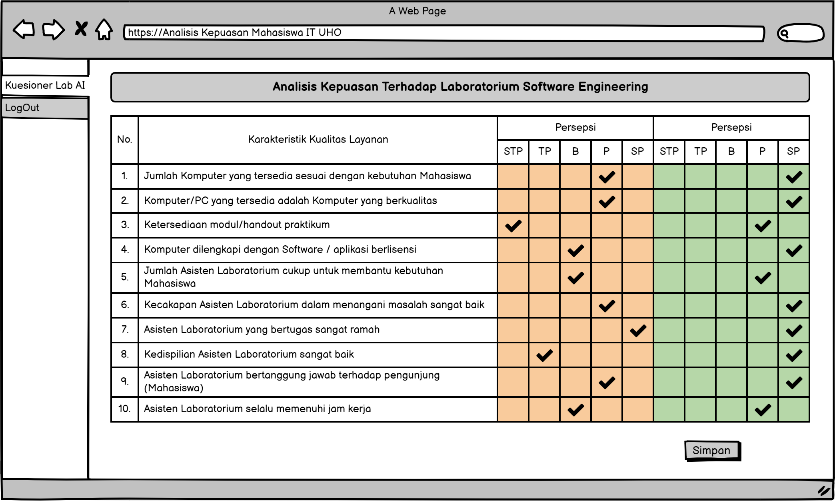 A Web Page
https://Analisis Kepuasan Mahasiswa IT UHO
Kuesioner Lab AI
LogOut
Analisis Kepuasan Terhadap Laboratorium Software Engineering
No. Karakteristik Kualitas Layanan Persepsi Persepsi
STP TP B P SP STP TP B P SP
1. Jumlah Komputer yang tersedia sesuai dengan kebutuhan Mahasiswa
2. Komputer/PC yang tersedia adalah Komputer yang berkualitas
3. Ketersediaan modul/handout praktikum
4. Komputer dilengkapi dengan Software / aplikasi berlisensi
5. Jumlah Asisten Laboratorium cukup untuk membantu kebutuhan
Mahasiswa
6. Kecakapan Asisten Laboratorium dalam menangani masalah sangat baik
7. Asisten Laboratorium yang bertugas sangat ramah
8. Kedispilian Asisten Laboratorium sangat baik
9. Asisten Laboratorium bertanggung jawab terhadap pengunjung
(Mahasiswa)
10. Asisten Laboratorium selalu memenuhi jam kerja
Simpan